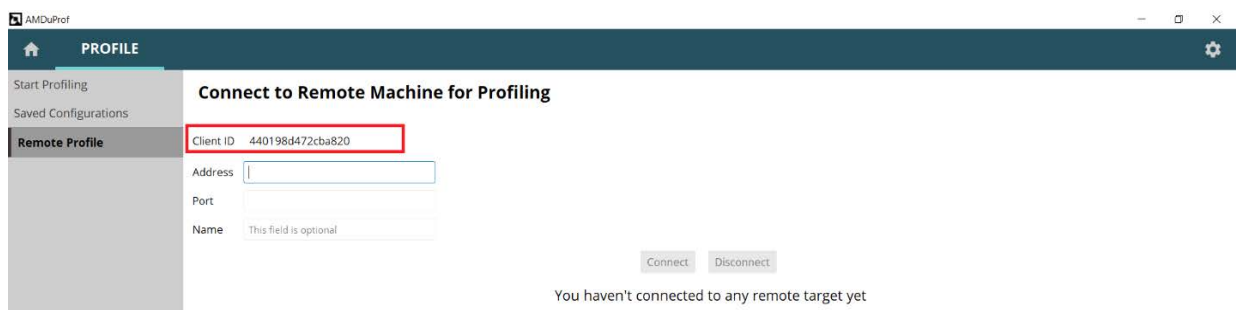 AMDuProf
PROFILE
Start Profiling
Saved Configurations
Remote Profile
Connect to Remote Machine for Profiling
Client ID 440198d472cba820
Address
Port
Name This field is optional
Connect Disconnect
You haven't connected to any remote target yet